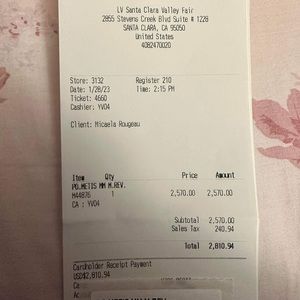 LV Santa Clara Valley Fair
2855 Stevens Creek Blvd Suite # 1228
SANTA CLARA, CA 95050
United States
4082470020
Store: 3132 Register 210
Date: 1/28/23 Time: 2:15 PM
Ticket: 4660
Cashier: YV04
Client: Micaela Rougeau
Item Qty Price Amount
PO.METIS MM M.REV.
M44876 1 2,570.00 2,570.00
CA : YV04
Subtotal 2,570.00
Sales Tax 240.94
Total 2,810.94
Cardholder Receipt Payment
USD$2,810.94